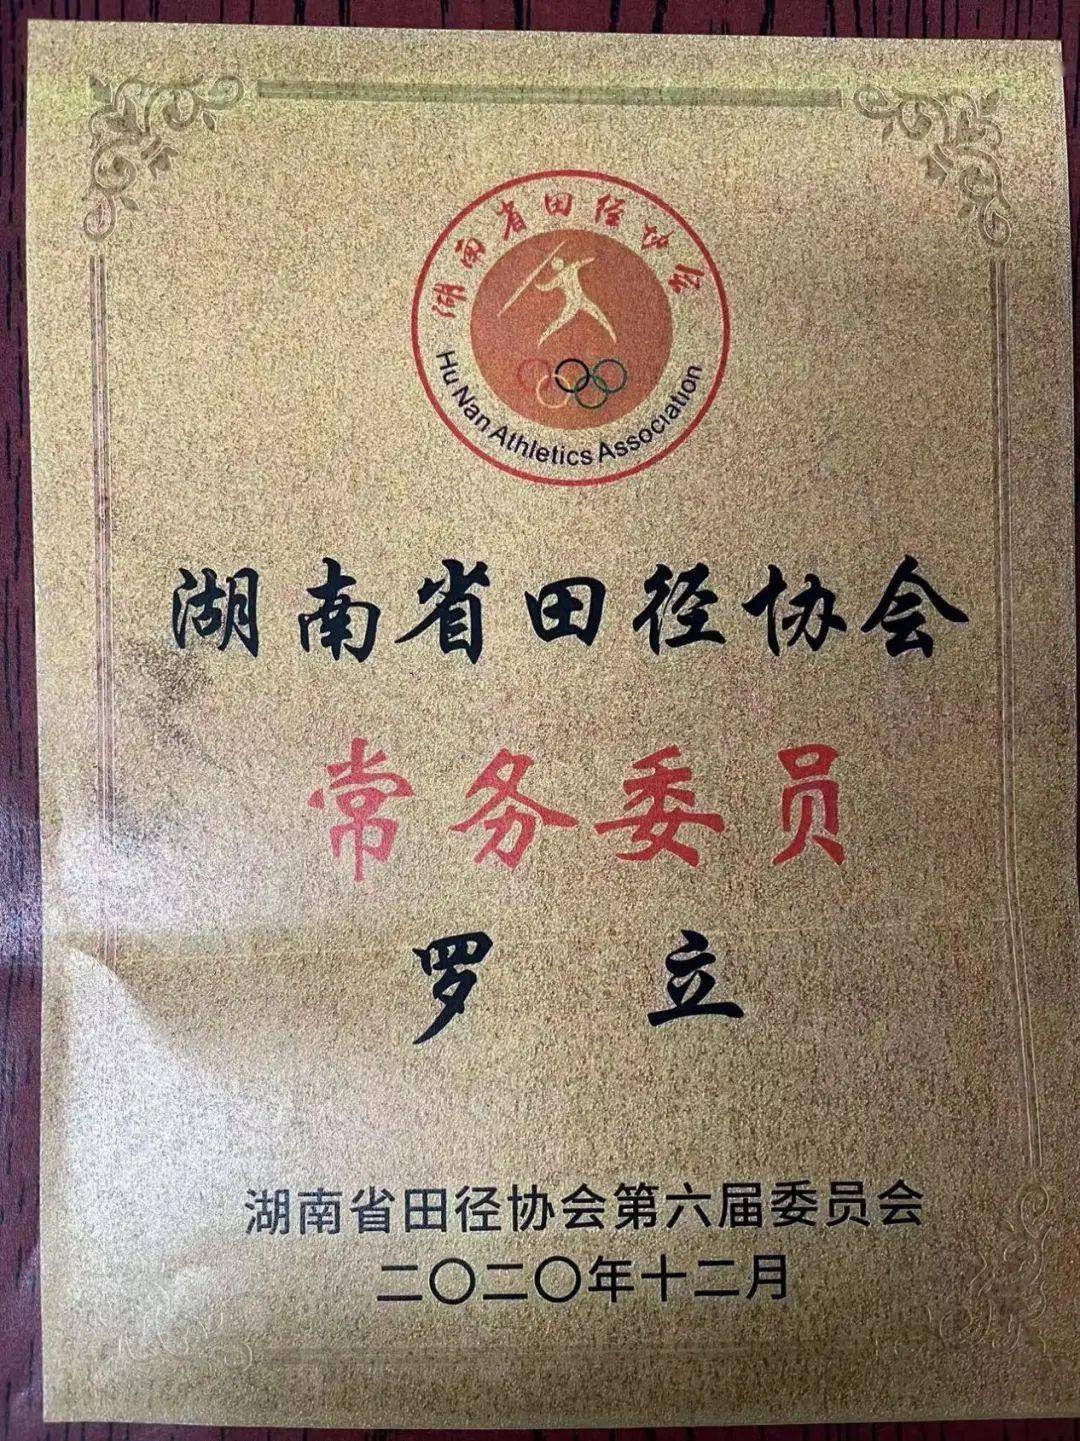 湖南省田径协会
Hu Nan Athletics Association
湖南省田径协会
常务委员
罗 立
湖南省田径协会第六届委员会
二〇二〇年十二月